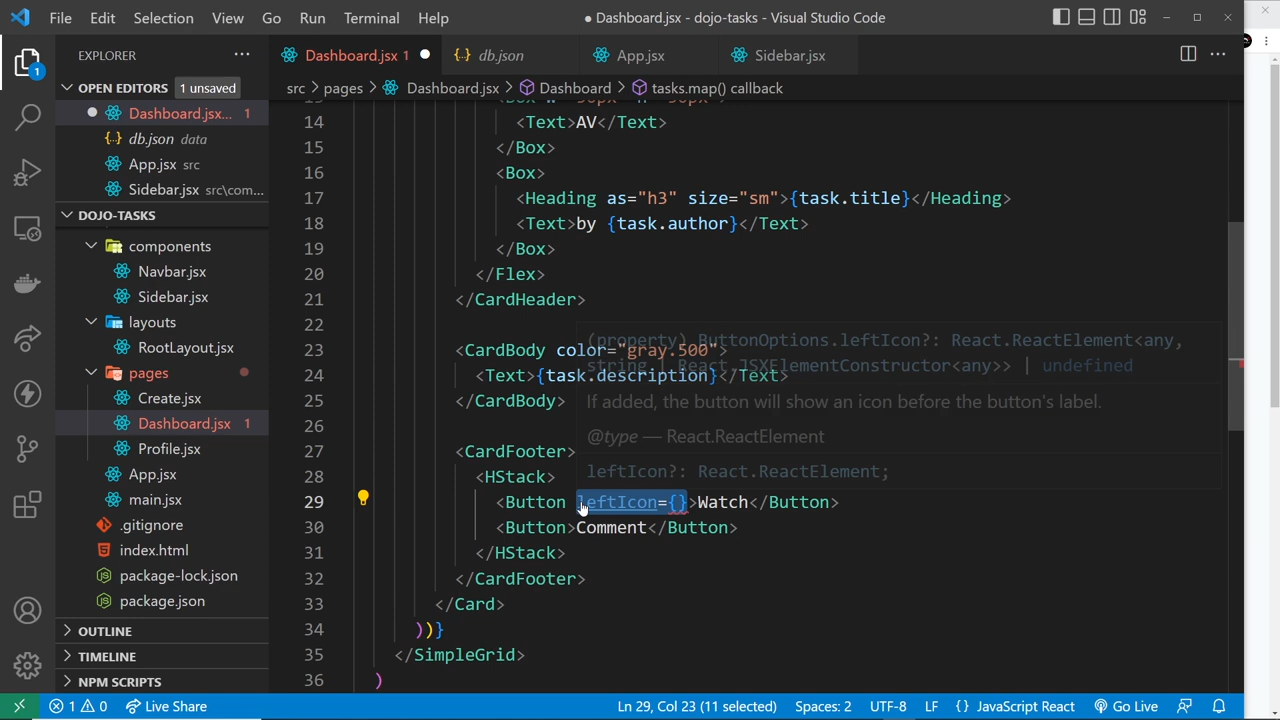 File Edit Selection View Go Run Terminal Help
● Dashboard.jsx - dojo-tasks - Visual Studio Code
EXPLORER
OPEN EDITORS 1 unsaved
Dashboard.jsx... 1
db.json data
App.jsx src
Sidebar.jsx src\com...
DOJO-TASKS
components
Navbar.jsx
Sidebar.jsx
layouts
RootLayout.jsx
pages
Create.jsx
Dashboard.jsx 1
Profile.jsx
App.jsx
main.jsx
.gitignore
index.html
package-lock.json
package.json
OUTLINE
TIMELINE
NPM SCRIPTS
Dashboard.jsx 1 ● db.json App.jsx Sidebar.jsx
src > pages > Dashboard.jsx > Dashboard > tasks.map() callback
14 <Text>AV</Text>
15 </Box>
16 <Box>
17 <Heading as="h3" size="sm">{task.title}</Heading>
18 <Text>by {task.author}</Text>
19 </Box>
20 </Flex>
21 </CardHeader>
22
23 <CardBody color="gray.500">
24 <Text>{task.description}</Text>
25 </CardBody>
26
27 <CardFooter>
28 <HStack>
29 <Button leftIcon={}>Watch</Button>
30 <Button>Comment</Button>
31 </HStack>
32 </CardFooter>
33 </Card>
34 ))}
35 </SimpleGrid>
36 )
(property) ButtonOptions.leftIcon?: React.ReactElement<any,
string | React.JSXElementConstructor<any>> | undefined
If added, the button will show an icon before the button's label.
@type — React.ReactElement
leftIcon?: React.ReactElement;
1 0 Live Share Ln 29, Col 23 (11 selected) Spaces: 2 UTF-8 LF {} JavaScript React Go Live